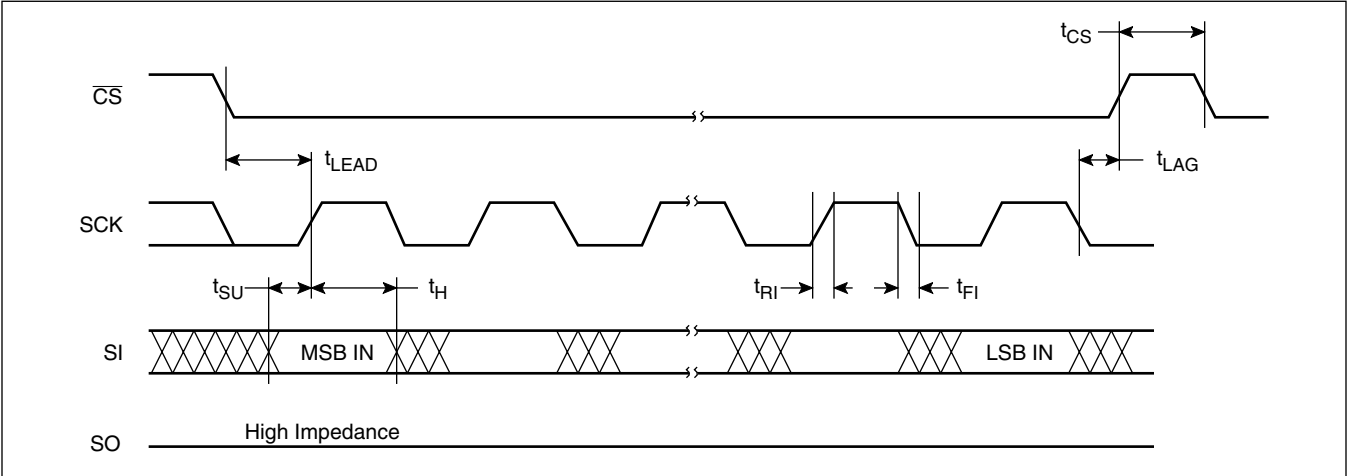 tCS
CS
tLEAD
tLAG
SCK
tSU
tH
tRI
tFI
SI
MSB IN
LSB IN
SO
High Impedance